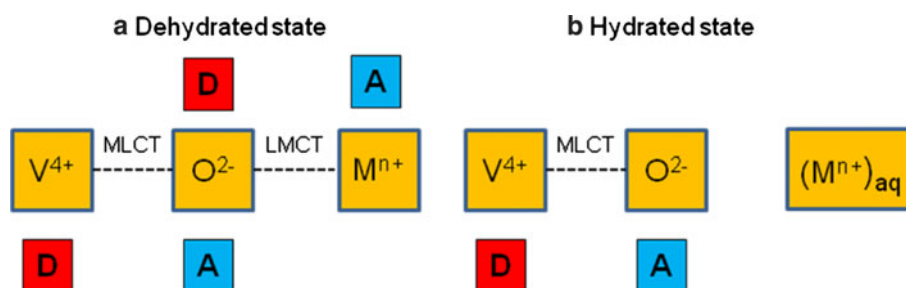 a Dehydrated state
b Hydrated state
D A
V⁴⁺ MLCT O²⁻ LMCT Mⁿ⁺
V⁴⁺ MLCT O²⁻ (Mⁿ⁺)aq
D A
D A